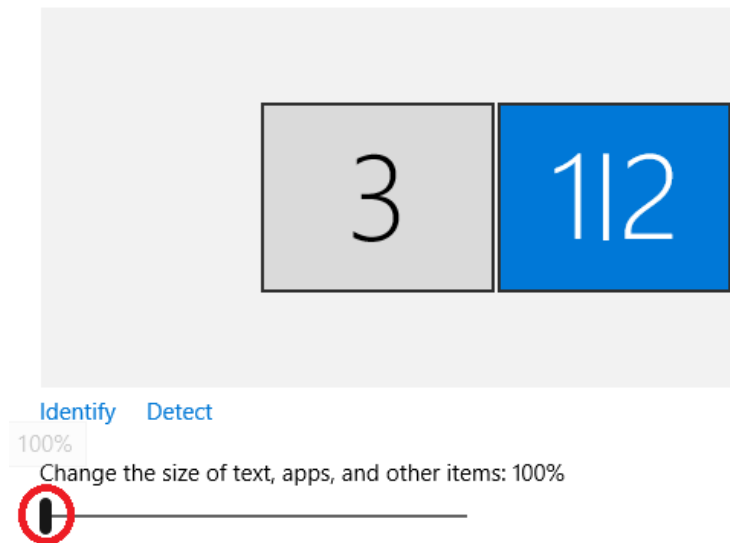 3 1|2
Identify Detect
100%
Change the size of text, apps, and other items: 100%